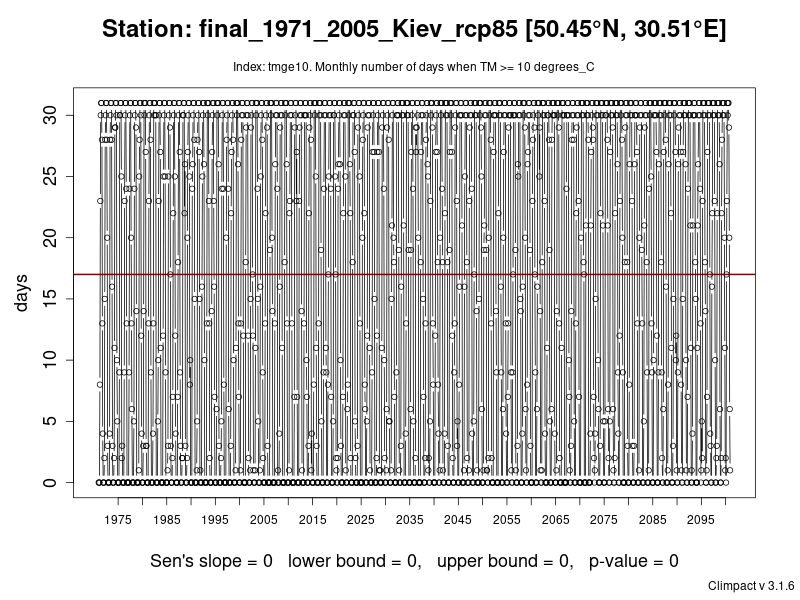 Station: final_1971_2005_Kiev_rcp85 [50.45°N, 30.51°E]
Index: tmge10. Monthly number of days when TM >= 10 degrees_C
days
30
25
20
15
10
5
0
1975 1985 1995 2005 2015 2025 2035 2045 2055 2065 2075 2085 2095
Sen's slope = 0 lower bound = 0, upper bound = 0, p-value = 0
Climpact v 3.1.6